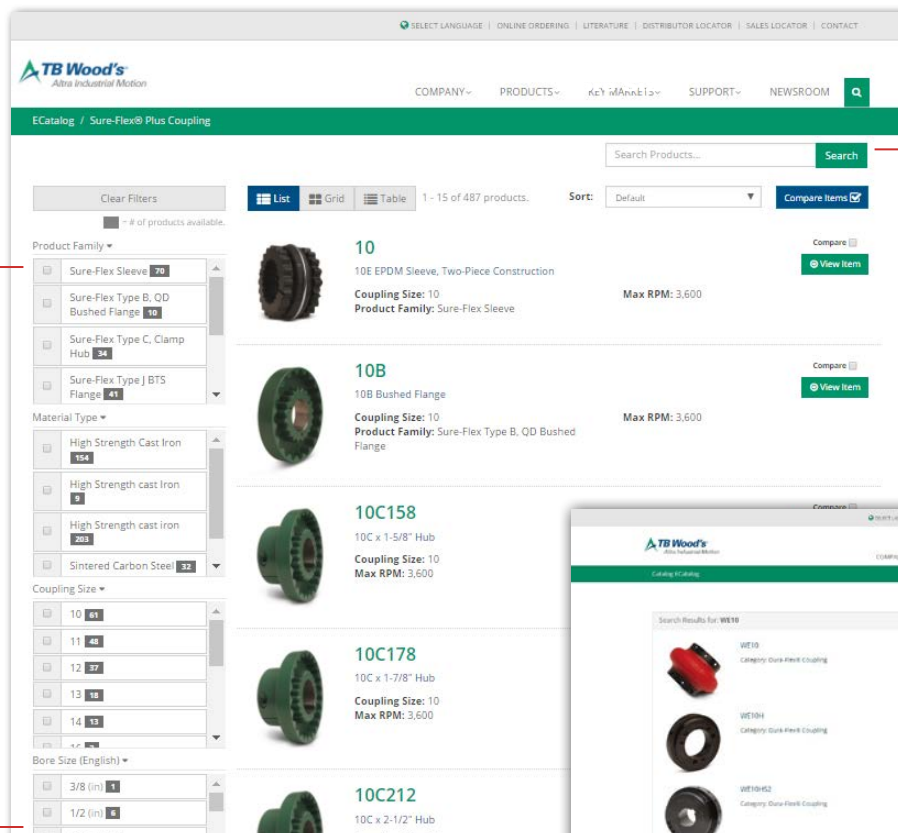 SELECT LANGUAGE | ONLINE ORDERING | LITERATURE | DISTRIBUTOR LOCATOR | SALES LOCATOR | CONTACT
TB Wood's
Altra Industrial Motion
COMPANY PRODUCTS KEY MARKETS SUPPORT NEWSROOM
ECatalog / Sure-Flex® Plus Coupling
Search Products... Search
Clear Filters
List Grid Table 1 - 15 of 487 products. Sort: Default Compare Items
= # of products available.
Product Family
Sure-Flex Sleeve 70
Sure-Flex Type B, QD
Bushed Flange 10
Sure-Flex Type C, Clamp
Hub 34
Sure-Flex Type J BTS
Flange 41
Material Type
High Strength Cast Iron
154
High Strength cast Iron
9
High Strength cast iron
203
Sintered Carbon Steel 32
Coupling Size
10 61
11 48
12 37
13 18
14 13
Bore Size (English)
3/8 (in) 1
1/2 (in) 6
10
10E EPDM Sleeve, Two-Piece Construction
Coupling Size: 10
Product Family: Sure-Flex Sleeve
Max RPM: 3,600
Compare
View Item
10B
10B Bushed Flange
Coupling Size: 10
Product Family: Sure-Flex Type B, QD Bushed
Flange
Max RPM: 3,600
Compare
View Item
10C158
10C x 1-5/8" Hub
Coupling Size: 10
Max RPM: 3,600
Compare
10C178
10C x 1-7/8" Hub
Coupling Size: 10
Max RPM: 3,600
10C212
10C x 2-1/2" Hub
TB Wood's
Altra Industrial Motion
Catalog ECatalog
Search Results for: WE10
WE10
Category: Dura-Flex® Coupling
WE10H
Category: Dura-Flex® Coupling
WE10HS2
Category: Dura-Flex® Coupling